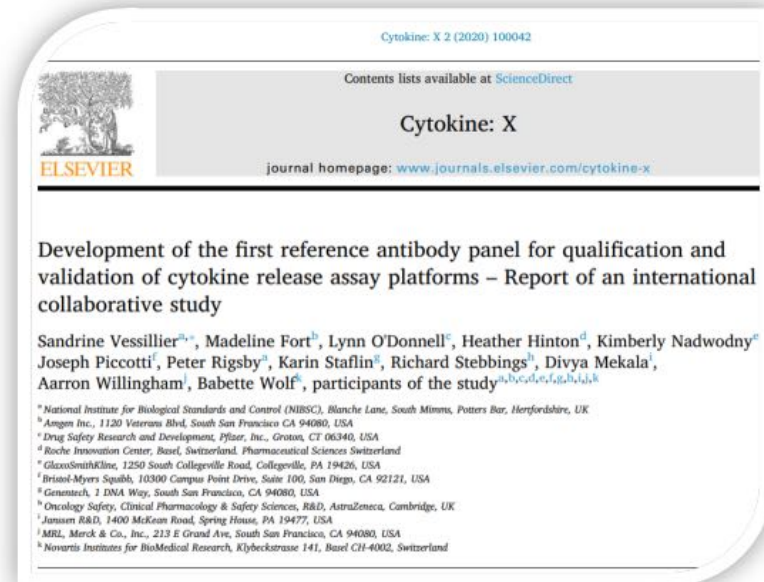 Cytokine: X 2 (2020) 100042
Contents lists available at ScienceDirect
Cytokine: X
ELSEVIER
journal homepage: www.journals.elsevier.com/cytokine-x
Development of the first reference antibody panel for qualification and
validation of cytokine release assay platforms – Report of an international
collaborative study
Sandrine Vessillier a,*, Madeline Fort b, Lynn O'Donnell c, Heather Hinton d, Kimberly Nadwodny e
Joseph Piccotti f, Peter Rigsby a, Karin Staflin g, Richard Stebbings h, Divya Mekala i,
Aarron Willingham j, Babette Wolf k, participants of the study a,b,c,d,e,f,g,h,i,j,k
a National Institute for Biological Standards and Control (NIBSC), Blanche Lane, South Mimms, Potters Bar, Hertfordshire, UK
b Amgen Inc., 1120 Veterans Blvd, South San Francisco CA 94080, USA
c Drug Safety Research and Development, Pfizer, Inc., Groton, CT 06340, USA
d Roche Innovation Center, Basel, Switzerland. Pharmaceutical Sciences Switzerland
e GlaxoSmithKline, 1250 South Collegeville Road, Collegeville, PA 19426, USA
f Bristol-Myers Squibb, 10300 Campus Point Drive, Suite 100, San Diego, CA 92121, USA
g Genentech, 1 DNA Way, South San Francisco, CA 94080, USA
h Oncology Safety, Clinical Pharmacology & Safety Sciences, R&D, AstraZeneca, Cambridge, UK
i Janssen R&D, 1400 McKean Road, Spring House, PA 19477, USA
j MRL, Merck & Co., Inc., 213 E Grand Ave, South San Francisco, CA 94080, USA
k Novartis Institutes for BioMedical Research, Klybeckstrasse 141, Basel CH-4002, Switzerland